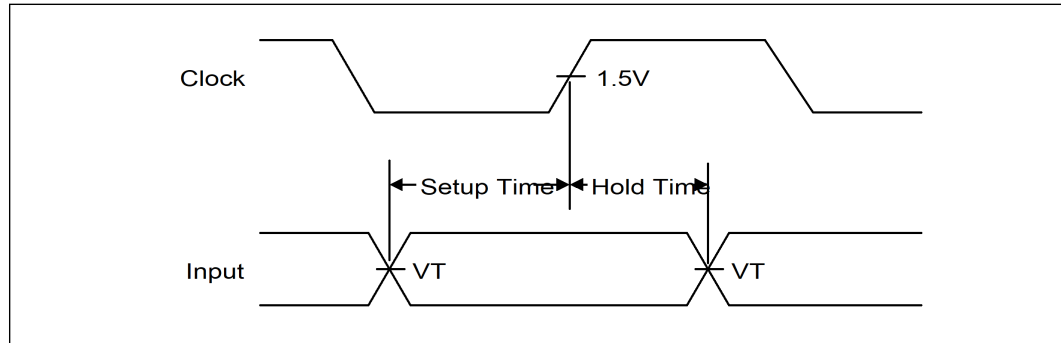 Clock
1.5V
Setup Time
Hold Time
Input
VT
VT